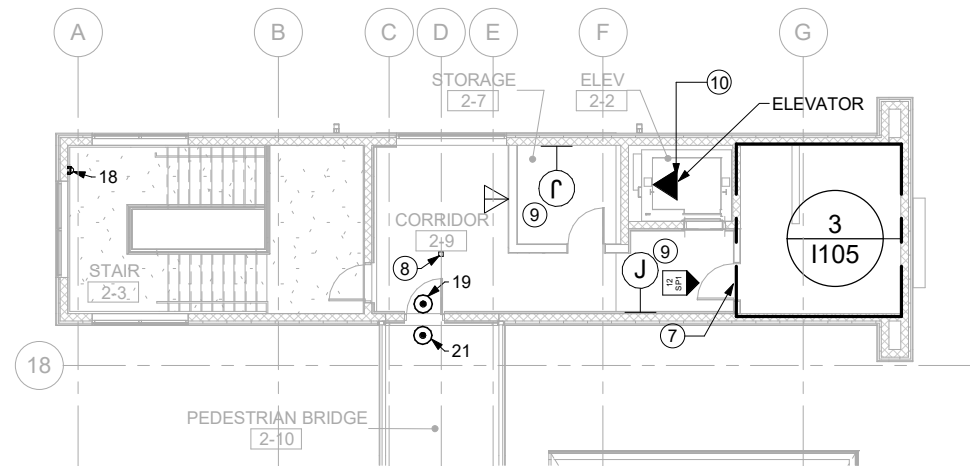 A
B
C
D
E
F
G
STORAGE
2-7
ELEV
2-2
10
ELEVATOR
18
J
9
3
I105
CORRIDOR
2-9
8
9
J
12
SP1
STAIR
2-3
19
7
21
18
PEDESTRIAN BRIDGE
2-10